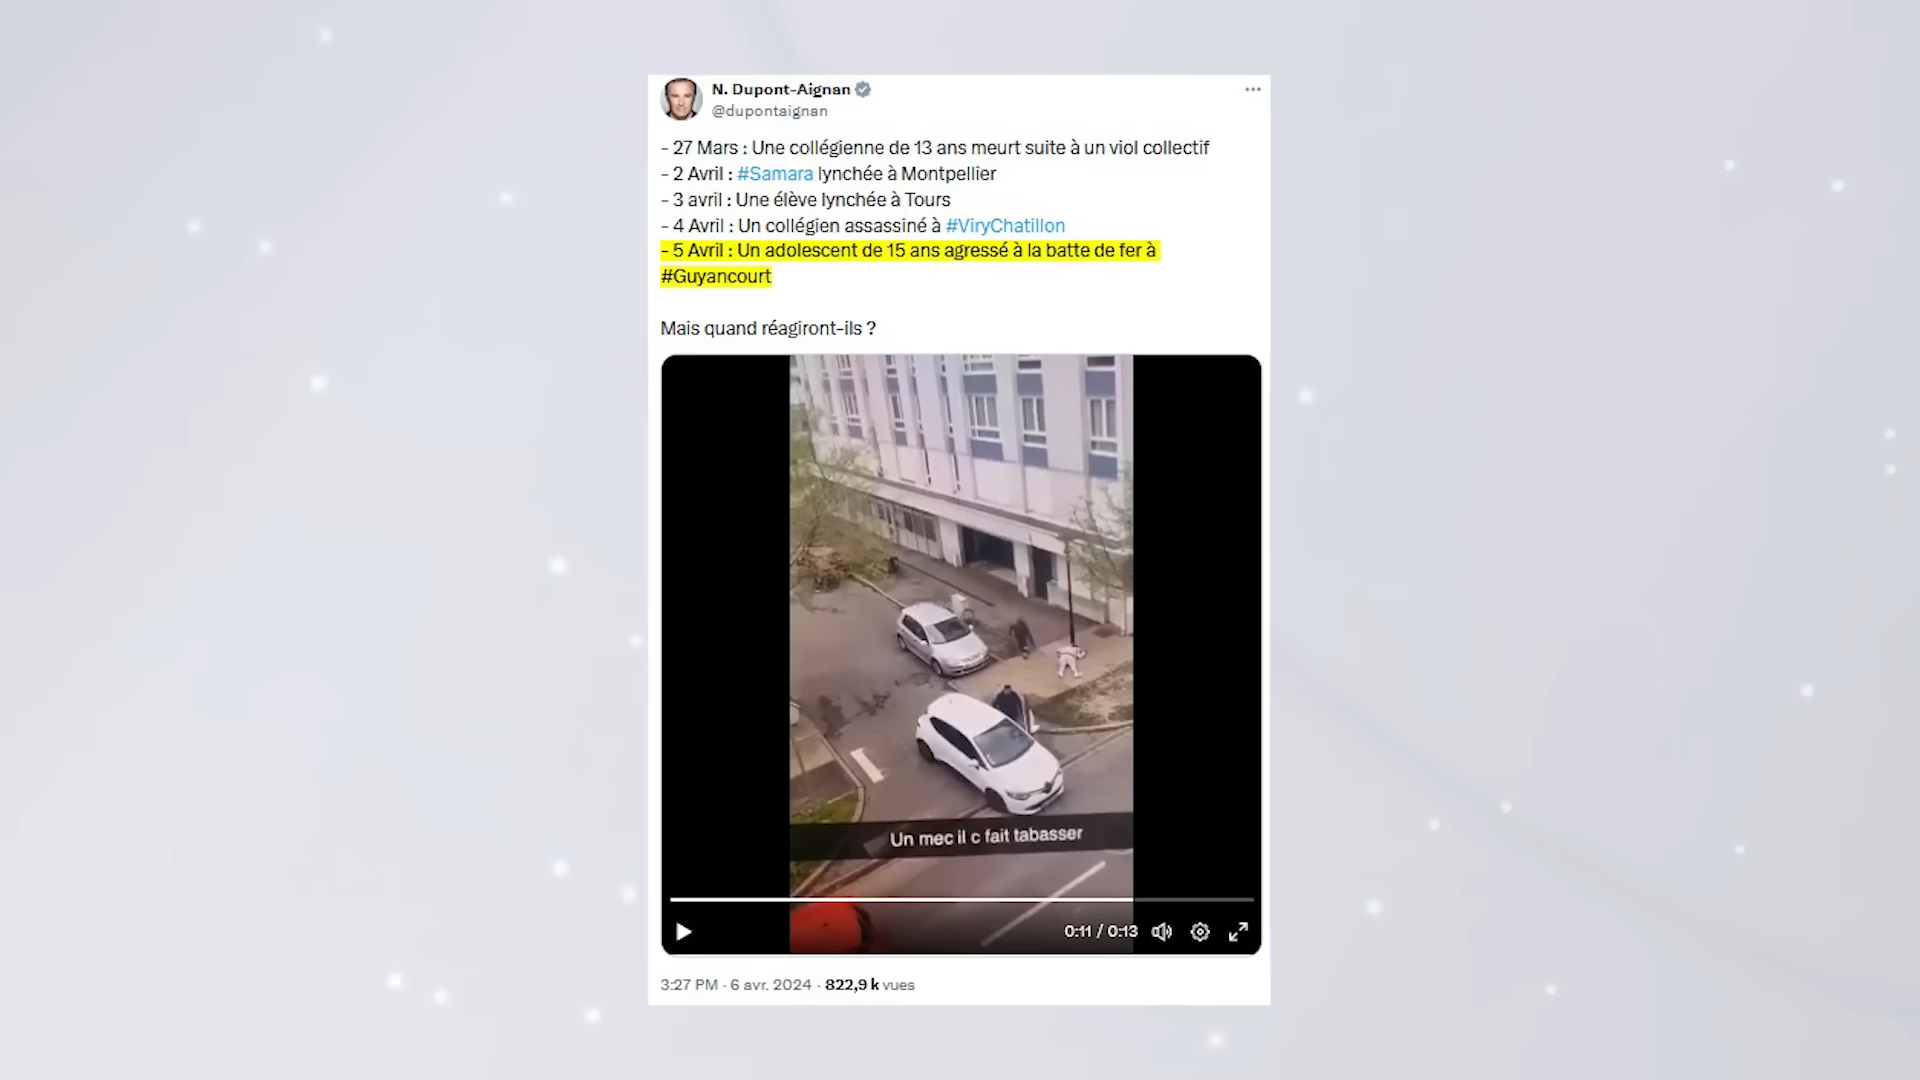 N. Dupont-Aignan
@dupontaignan
- 27 Mars : Une collégienne de 13 ans meurt suite à un viol collectif
- 2 Avril : #Samara lynchée à Montpellier
- 3 avril : Une élève lynchée à Tours
- 4 Avril : Un collégien assassiné à #ViryChatillon
- 5 Avril : Un adolescent de 15 ans agressé à la batte de fer à
#Guyancourt
Mais quand réagiront-ils ?
Un mec il c fait tabasser
0:11 / 0:13
3:27 PM · 6 avr. 2024 · 822,9 k vues